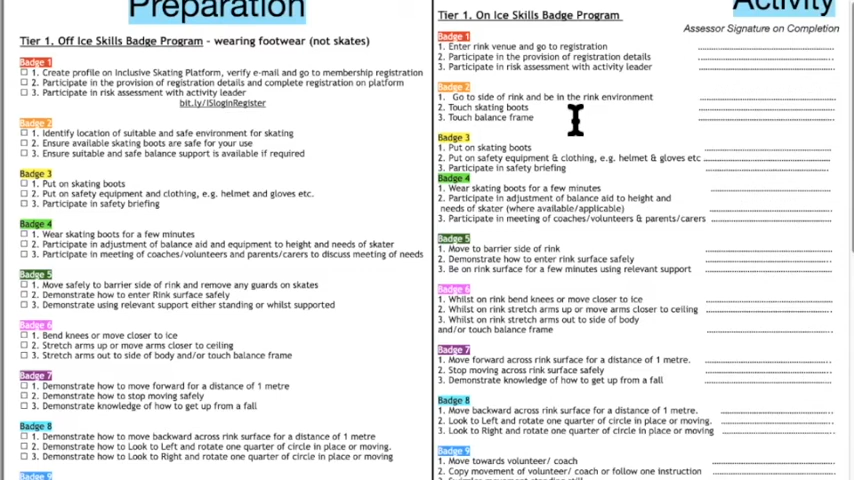 Preparation
Tier 1. Off Ice Skills Badge Program - wearing footwear (not skates)
Badge 1
1. Create profile on Inclusive Skating Platform, verify e-mail and go to membership registration
2. Participate in the provision of registration details and complete registration on platform
3. Participate in risk assessment with activity leader
bit.ly/ISloginRegister
Badge 2
1. Identify location of suitable and safe environment for skating
2. Ensure available skating boots are safe for your use
3. Ensure suitable and safe balance support is available if required
Badge 3
1. Put on skating boots
2. Put on safety equipment and clothing, e.g. helmet and gloves etc.
3. Participate in safety briefing
Badge 4
1. Wear skating boots for a few minutes
2. Participate in adjustment of balance aid and equipment to height and needs of skater
3. Participate in meeting of coaches/volunteers and parents/carers to discuss meeting of needs
Badge 5
1. Move safely to barrier side of rink and remove any guards on skates
2. Demonstrate how to enter Rink surface safely
3. Demonstrate using relevant support either standing or whilst supported
Badge 6
1. Bend knees or move closer to ice
2. Stretch arms up or move arms closer to ceiling
3. Stretch arms out to side of body and/or touch balance frame
Badge 7
1. Demonstrate how to move forward for a distance of 1 metre
2. Demonstrate how to stop moving safely
3. Demonstrate knowledge of how to get up from a fall
Badge 8
1. Demonstrate how to move backward across rink surface for a distance of 1 metre
2. Demonstrate how to Look to Left and rotate one quarter of circle in place or moving.
3. Demonstrate how to Look to Right and rotate one quarter of circle in place or moving
Badge 9
Activity
Tier 1. On Ice Skills Badge Program
Assessor Signature on Completion
Badge 1
1. Enter rink venue and go to registration
2. Participate in the provision of registration details
3. Participate in risk assessment with activity leader
Badge 2
1. Go to side of rink and be in the rink environment
2. Touch skating boots
3. Touch balance frame
Badge 3
1. Put on skating boots
2. Put on safety equipment & clothing, e.g. helmet & gloves etc
3. Participate in safety briefing
Badge 4
1. Wear skating boots for a few minutes
2. Participate in adjustment of balance aid to height and
needs of skater (where available/applicable)
3. Participate in meeting of coaches/volunteers & parents/carers
Badge 5
1. Move to barrier side of rink
2. Demonstrate how to enter rink surface safely
3. Be on rink surface for a few minutes using relevant support
Badge 6
1. Whilst on rink bend knees or move closer to ice
2. Whilst on rink stretch arms up or move arms closer to ceiling
3. Whilst on rink stretch arms out to side of body
and/or touch balance frame
Badge 7
1. Move forward across rink surface for a distance of 1 metre.
2. Stop moving across rink surface safely
3. Demonstrate knowledge of how to get up from a fall
Badge 8
1. Move backward across rink surface for a distance of 1 metre.
2. Look to Left and rotate one quarter of circle in place or moving.
3. Look to Right and rotate one quarter of circle in place or moving
Badge 9
1. Move towards volunteer/ coach
2. Copy movement of volunteer/ coach or follow one instruction